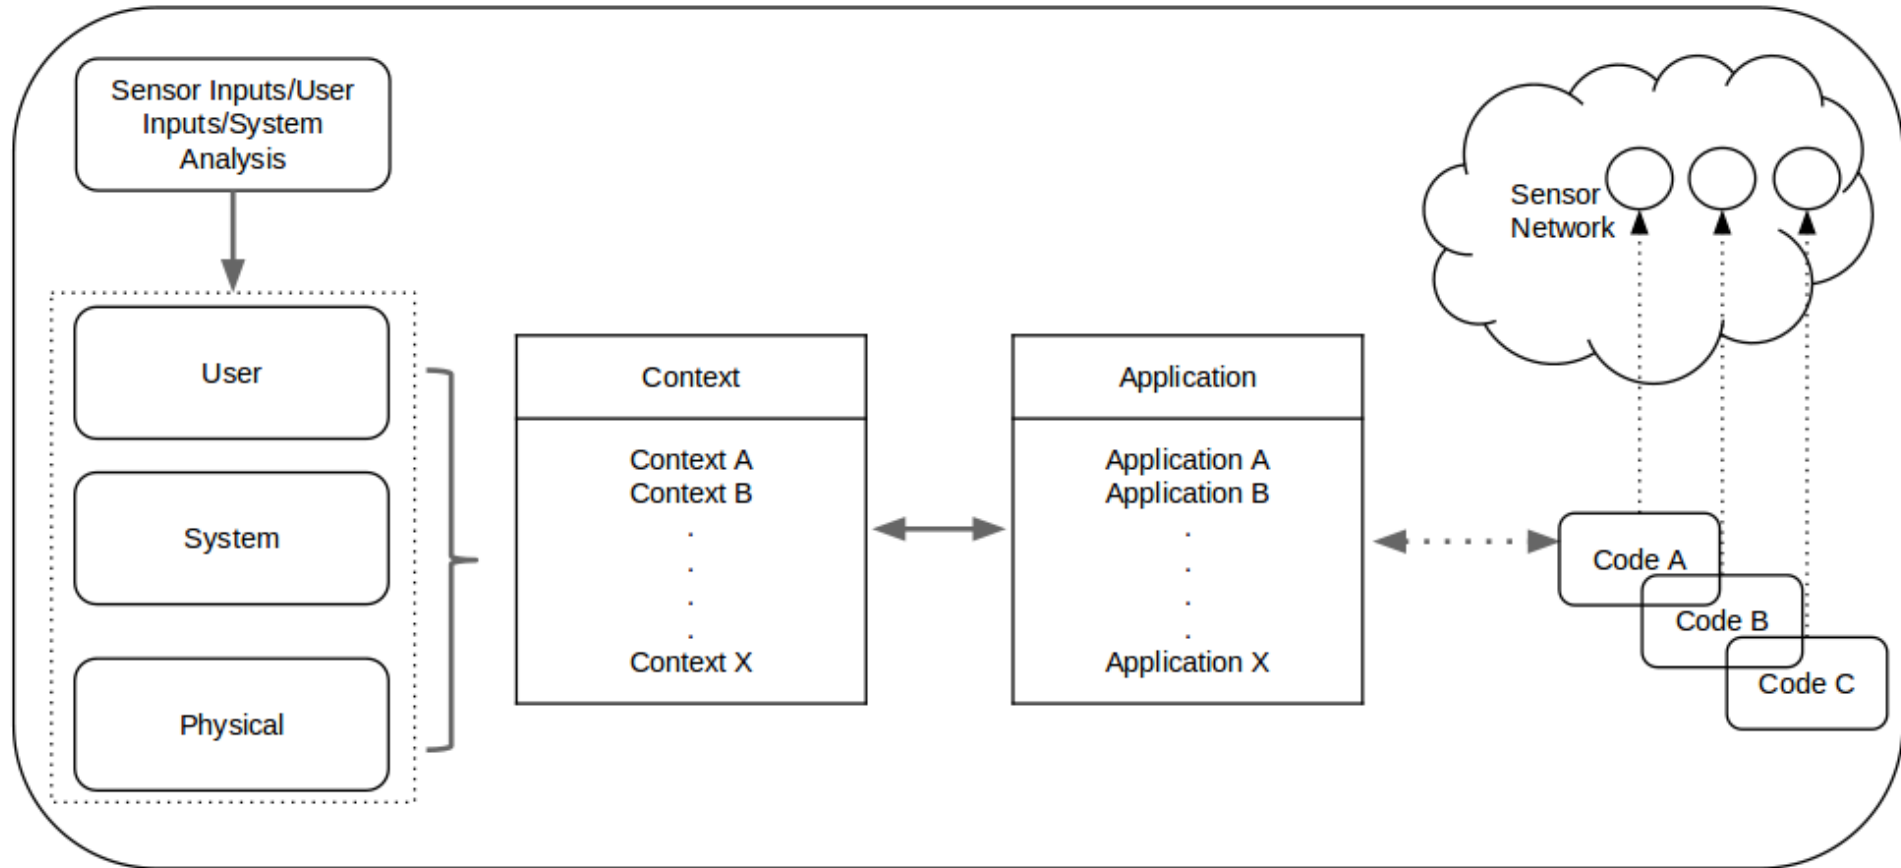 Sensor Inputs/User
Inputs/System
Analysis
User
System
Physical
Context
Context A
Context B
.
.
.
.
Context X
Application
Application A
Application B
.
.
.
.
Application X
Sensor
Network
Code A
Code B
Code C